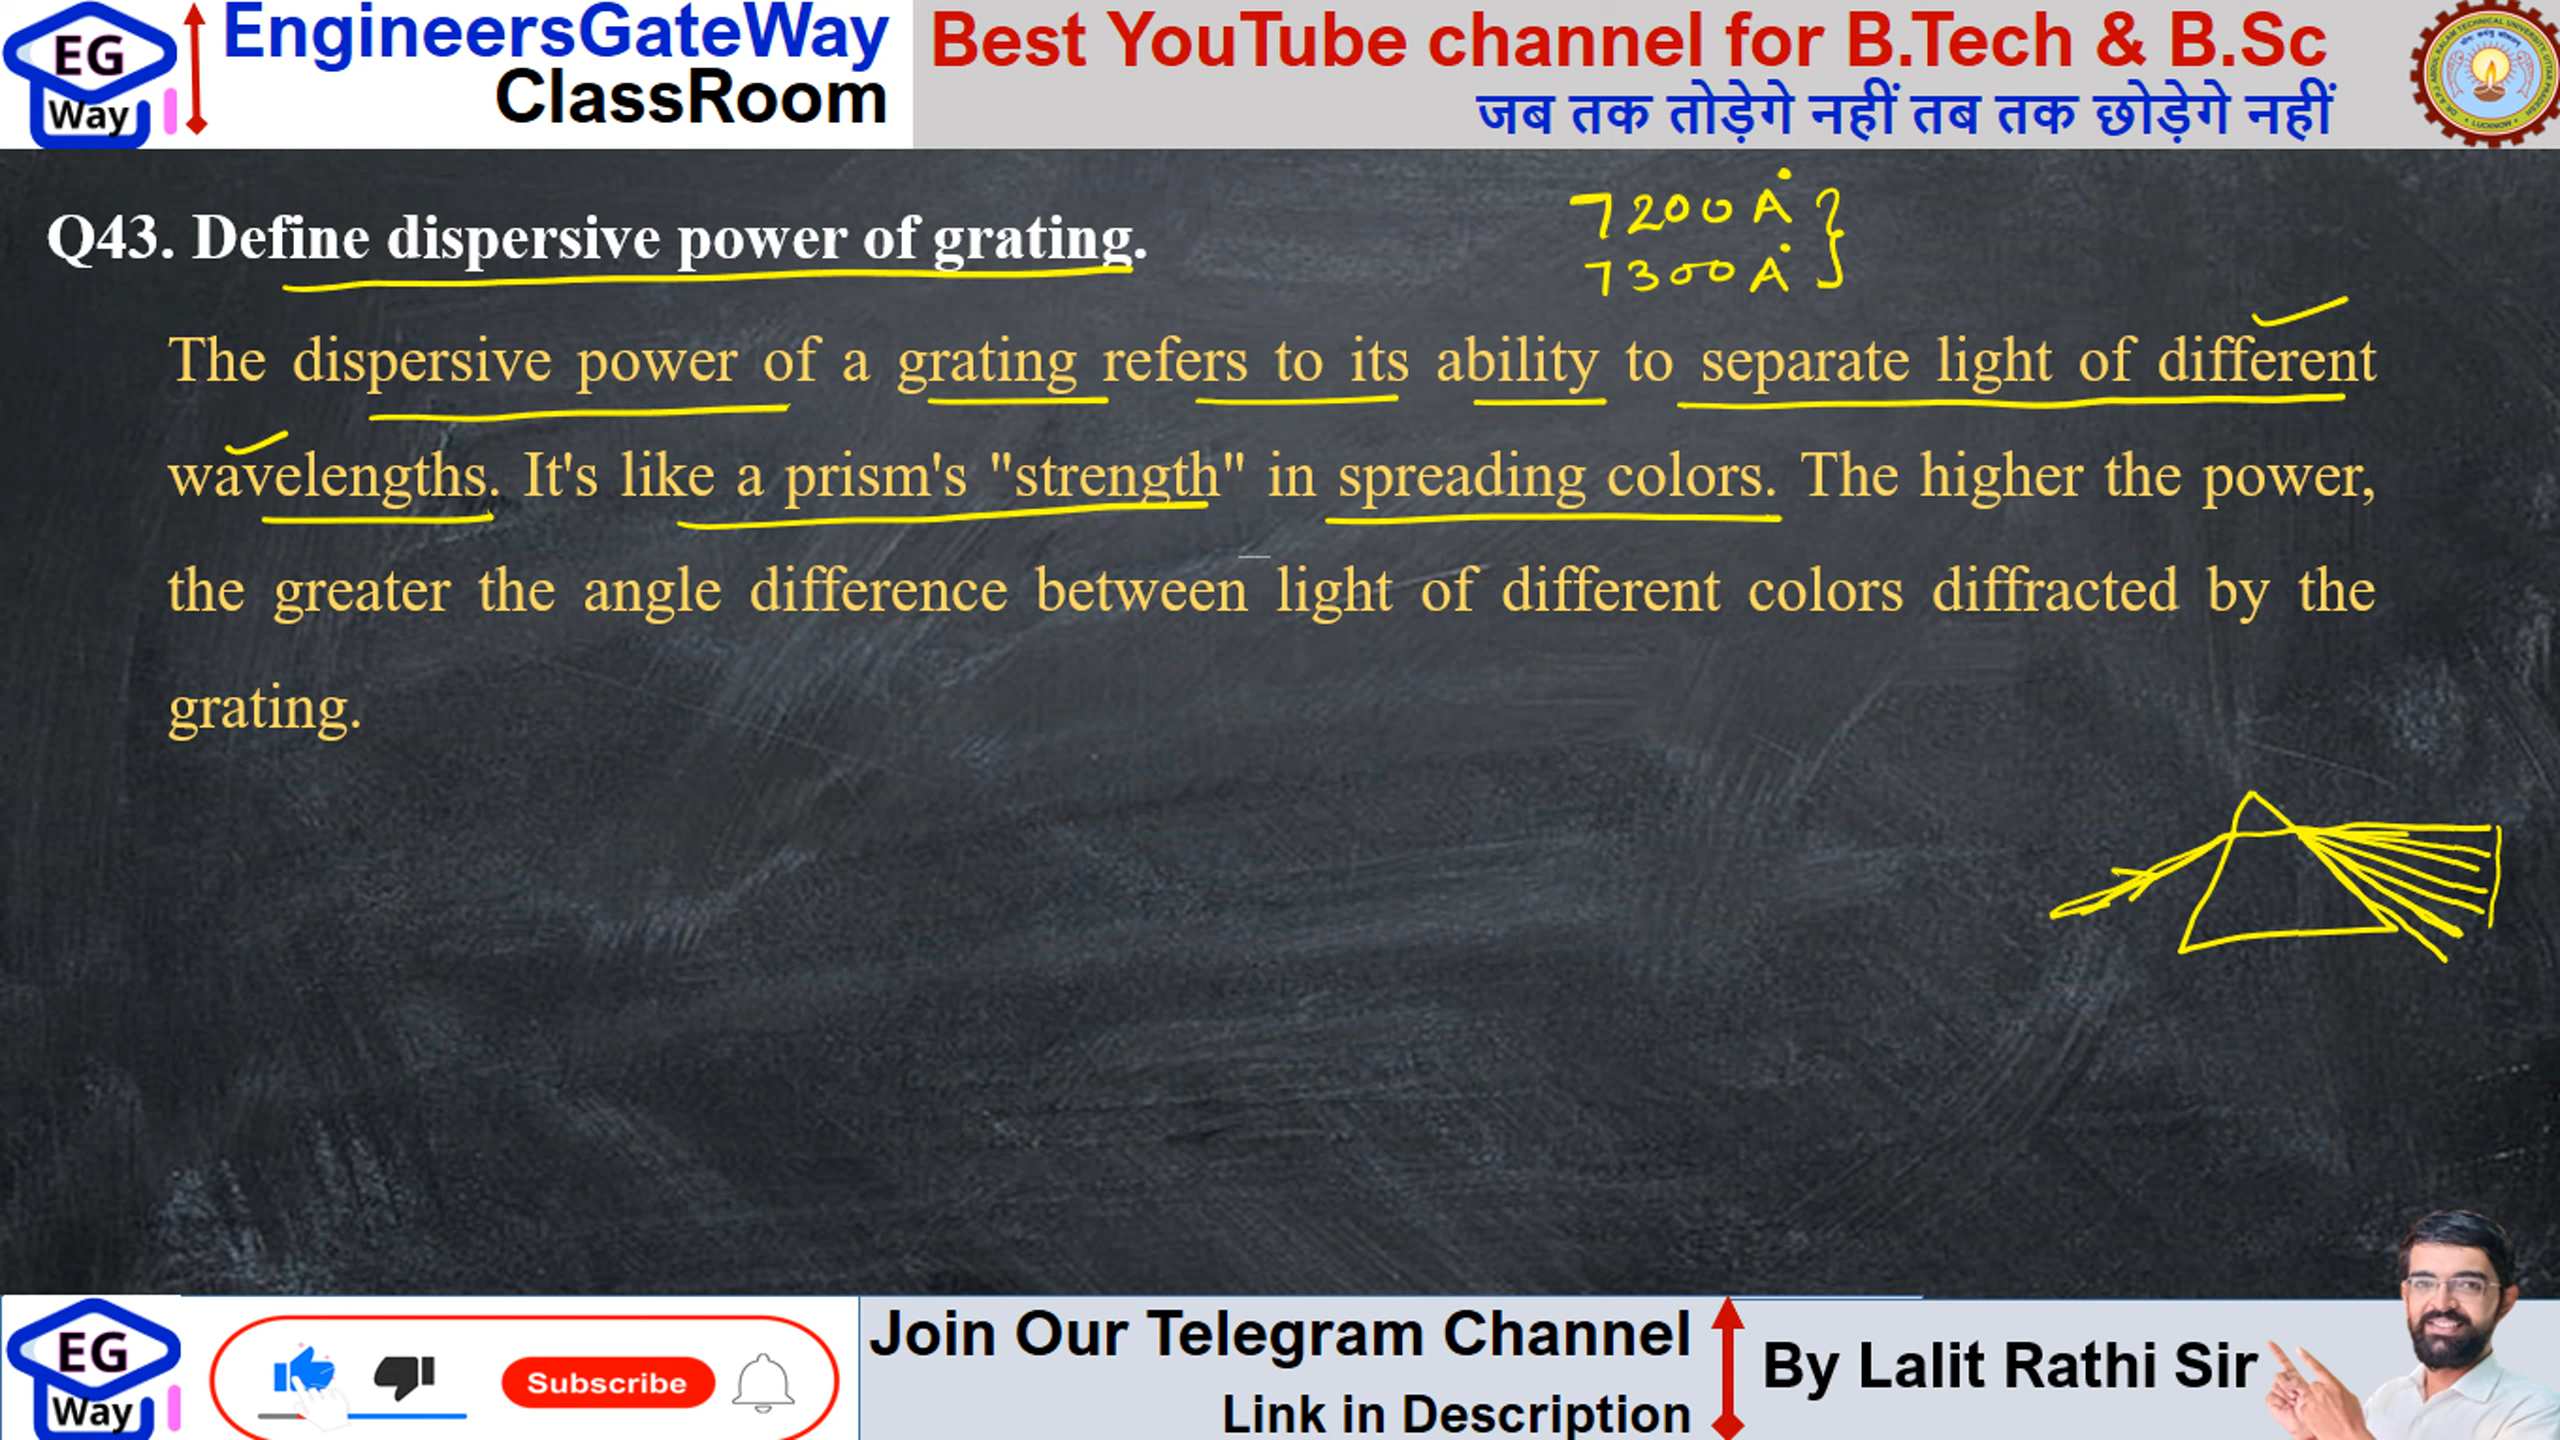 EG
Way
EngineersGateWay
ClassRoom
Best YouTube channel for B.Tech & B.Sc
जब तक तोड़ेगे नहीं तब तक छोड़ेगे नहीं
Q43. Define dispersive power of grating.
7200 Å
7300 Å
The dispersive power of a grating refers to its ability to separate light of different
wavelengths. It's like a prism's "strength" in spreading colors. The higher the power,
the greater the angle difference between light of different colors diffracted by the
grating.
EG
Way
Subscribe
Join Our Telegram Channel
Link in Description
By Lalit Rathi Sir